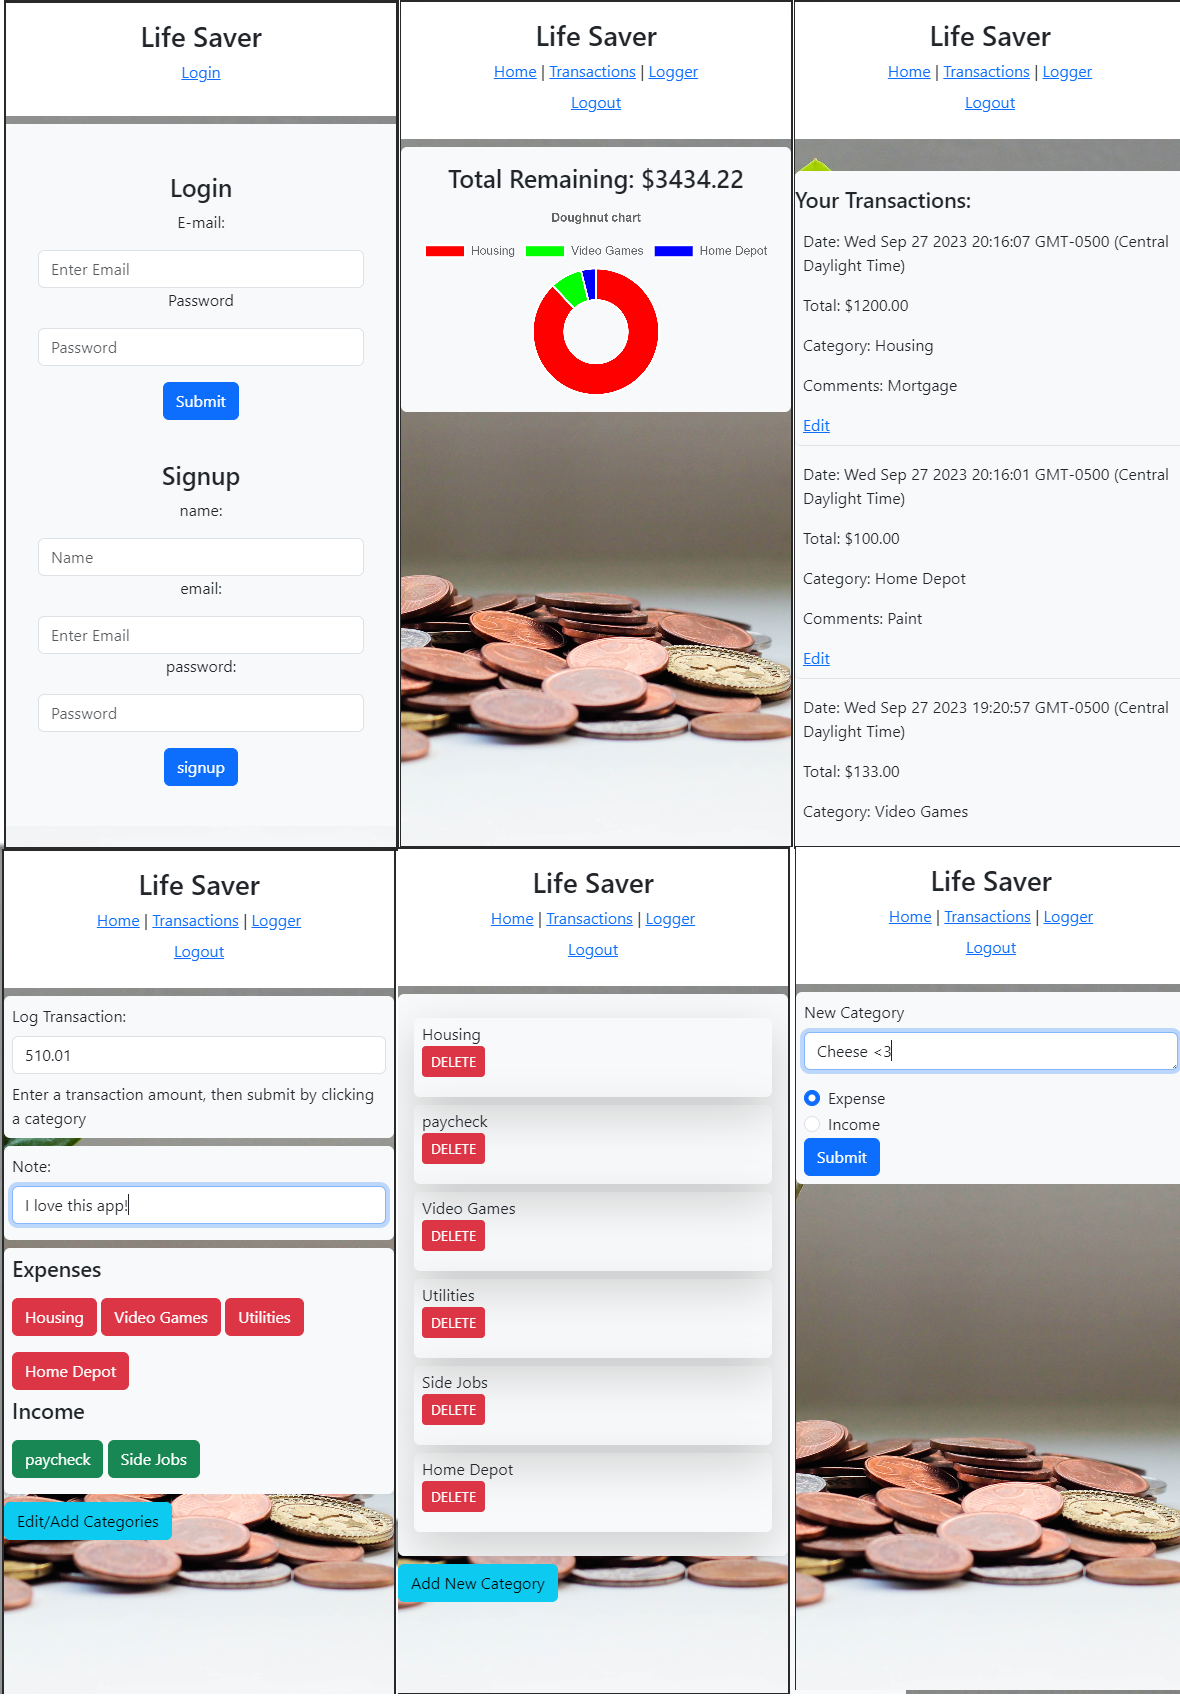 Life Saver
Login
Login
E-mail:
Enter Email
Password
Password
Submit
Signup
name:
Name
email:
Enter Email
password:
Password
signup
Life Saver
Home | Transactions | Logger
Logout
Total Remaining: $3434.22
Doughnut chart
Housing Video Games Home Depot
Life Saver
Home | Transactions | Logger
Logout
Your Transactions:
Date: Wed Sep 27 2023 20:16:07 GMT-0500 (Central
Daylight Time)
Total: $1200.00
Category: Housing
Comments: Mortgage
Edit
Date: Wed Sep 27 2023 20:16:01 GMT-0500 (Central
Daylight Time)
Total: $100.00
Category: Home Depot
Comments: Paint
Edit
Date: Wed Sep 27 2023 19:20:57 GMT-0500 (Central
Daylight Time)
Total: $133.00
Category: Video Games
Life Saver
Home | Transactions | Logger
Logout
Log Transaction:
510.01
Enter a transaction amount, then submit by clicking
a category
Note:
I love this app!
Expenses
Housing Video Games Utilities
Home Depot
Income
paycheck Side Jobs
Edit/Add Categories
Life Saver
Home | Transactions | Logger
Logout
Housing
DELETE
paycheck
DELETE
Video Games
DELETE
Utilities
DELETE
Side Jobs
DELETE
Home Depot
DELETE
Add New Category
Life Saver
Home | Transactions | Logger
Logout
New Category
Cheese <3
Expense
Income
Submit